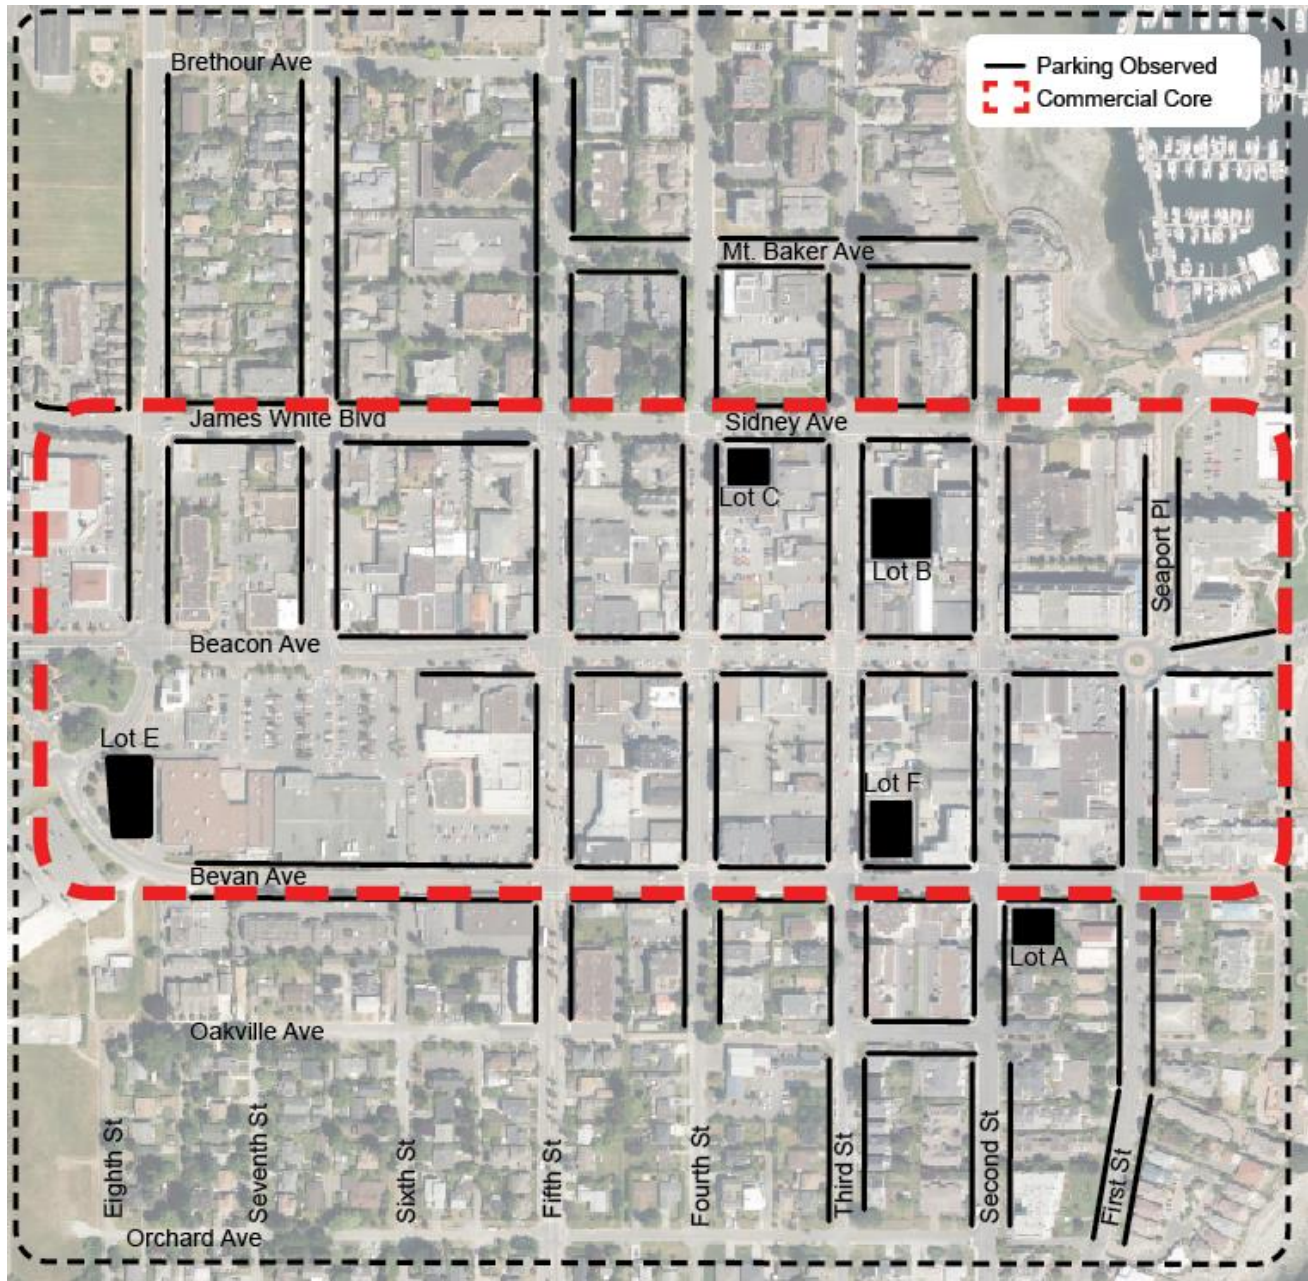 Brethour Ave
Parking Observed
Commercial Core
Mt. Baker Ave
James White Blvd
Sidney Ave
Lot C
Lot B
Seaport Pl
Beacon Ave
Lot E
Lot F
Bevan Ave
Lot A
Oakville Ave
Eighth St
Seventh St
Sixth St
Fifth St
Fourth St
Third St
Second St
First St
Orchard Ave